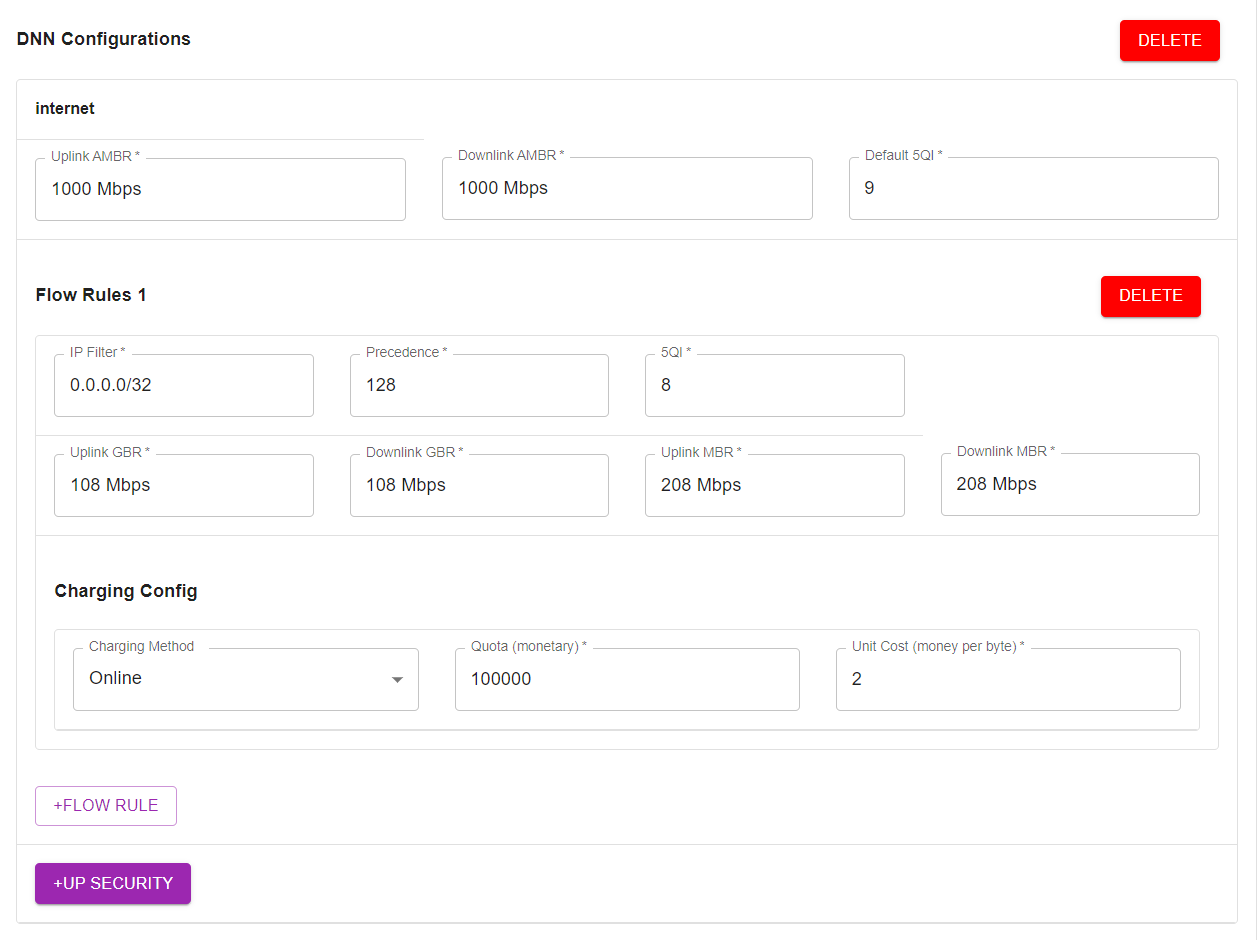 DNN Configurations
DELETE
internet
Uplink AMBR *
Downlink AMBR *
Default 5QI *
1000 Mbps
1000 Mbps
9
Flow Rules 1
DELETE
IP Filter *
Precedence *
5QI *
0.0.0.0/32
128
8
Uplink GBR *
Downlink GBR *
Uplink MBR *
Downlink MBR *
108 Mbps
108 Mbps
208 Mbps
208 Mbps
Charging Config
Charging Method
Quota (monetary) *
Unit Cost (money per byte) *
Online
100000
2
+FLOW RULE
+UP SECURITY